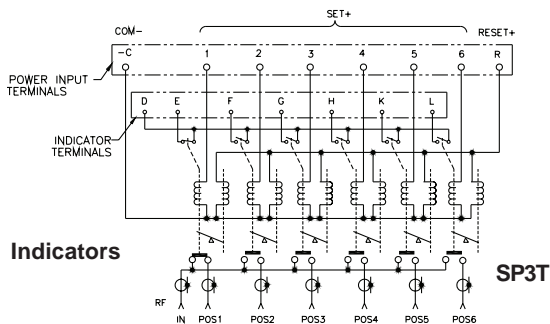 SET+
COM-
RESET+
-C 1 2 3 4 5 6 R
POWER INPUT
TERMINALS
D E F G H K L
INDICATOR
TERMINALS
Indicators
SP3T
RF
IN POS1 POS2 POS3 POS4 POS5 POS6